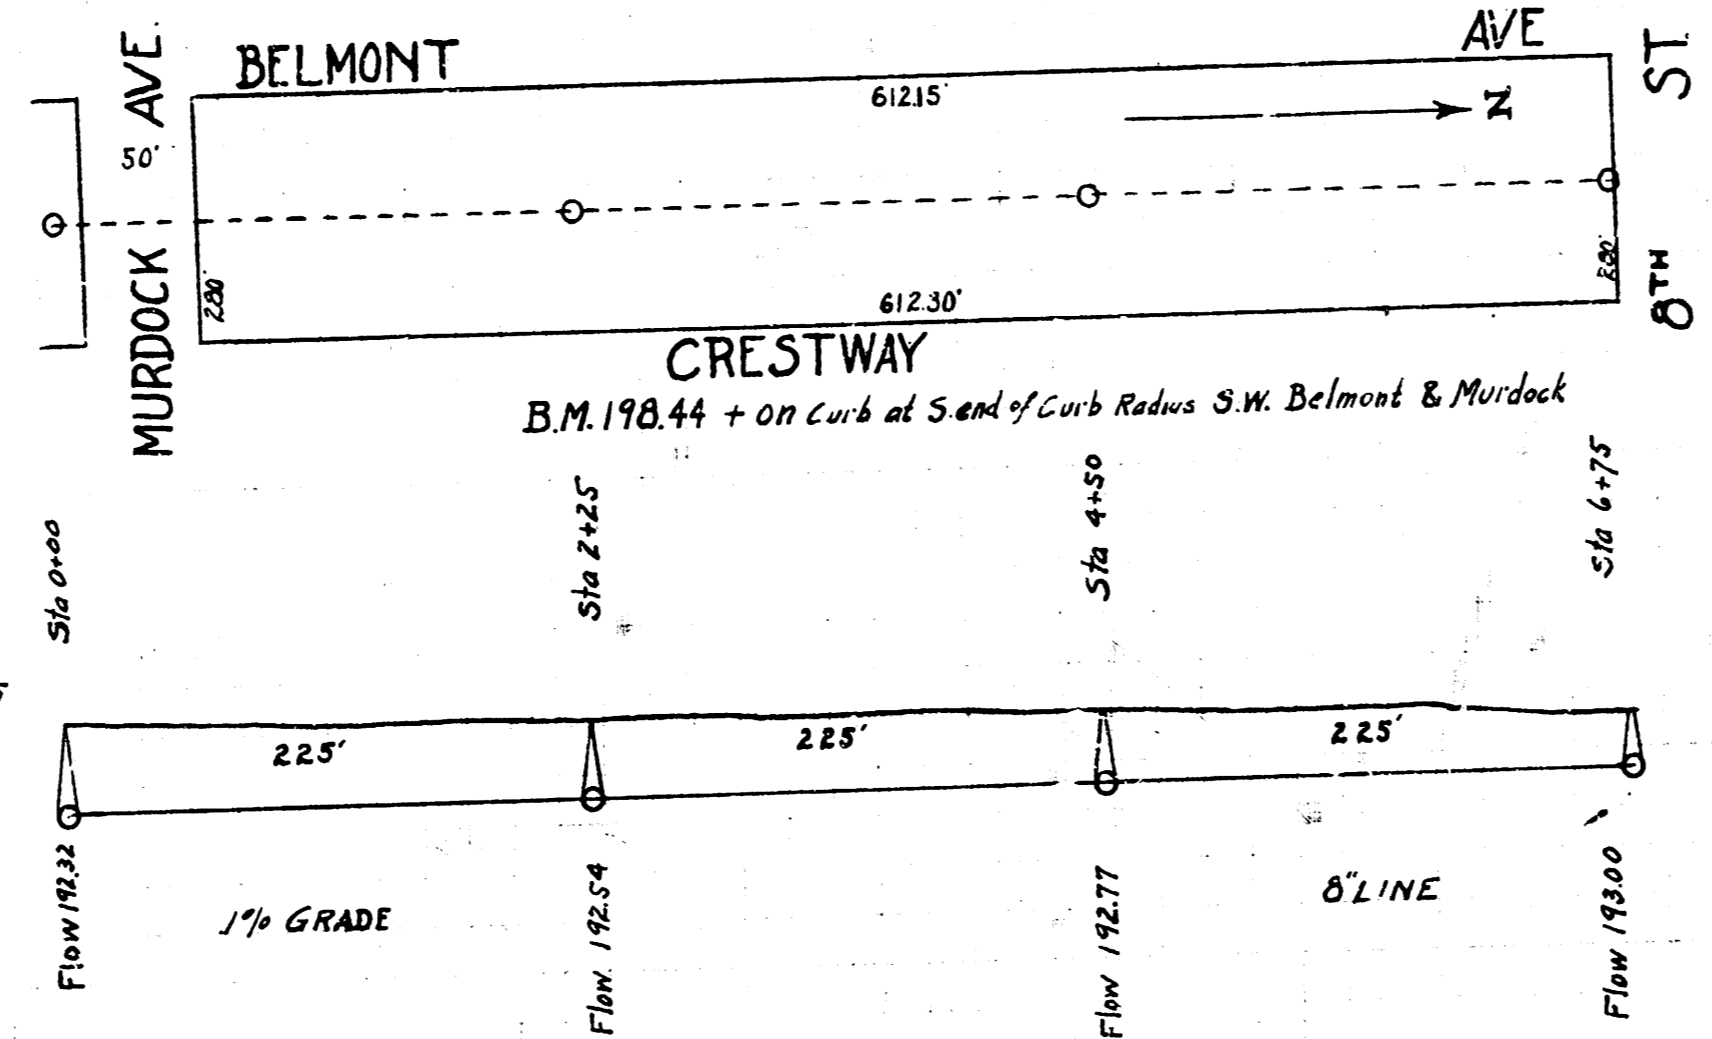 BELMONT AVE
MURDOCK AVE.
50'
612.15'
N
8TH ST
280'
280'
612.30'
CRESTWAY
B.M. 198.44 + on Curb at S. end of Curb Radius S.W. Belmont & Murdock
Sta 0+00
Sta 2+25
Sta 4+50
Sta 6+75
225'
225'
225'
Flow 192.32
Flow. 192.54
Flow 192.77
Flow 193.00
.1% GRADE
8" LINE